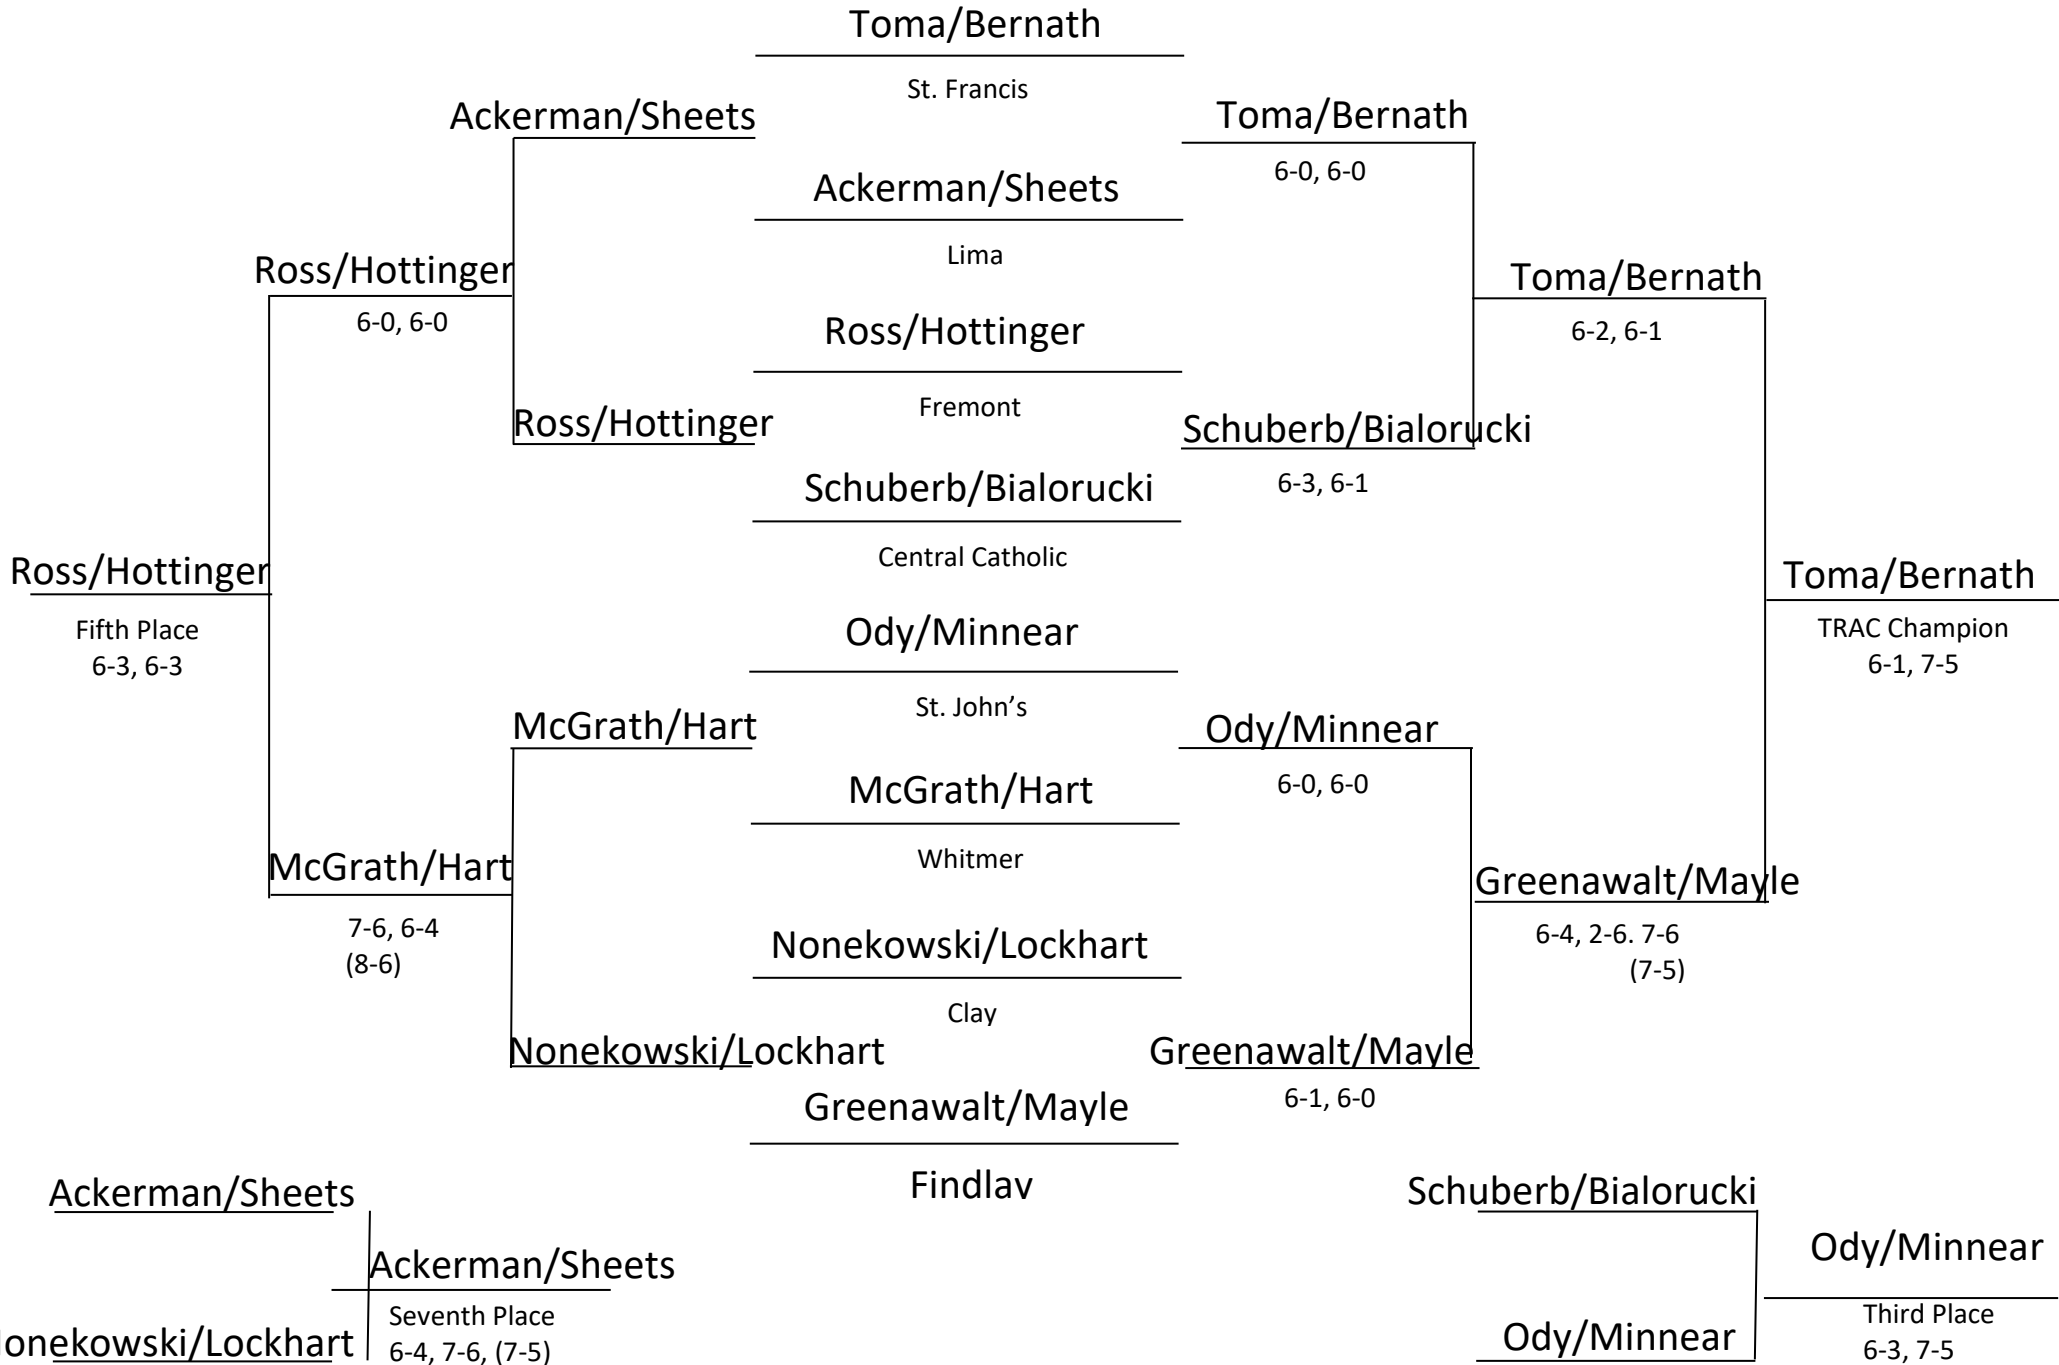 Toma/Bernath
St. Francis
Ackerman/Sheets
Toma/Bernath
6-0, 6-0
Ackerman/Sheets
Lima
Ross/Hottinger
6-0, 6-0
Toma/Bernath
6-2, 6-1
Ross/Hottinger
Fremont
Ross/Hottinger
Schuberb/Bialorucki
6-3, 6-1
Schuberb/Bialorucki
Central Catholic
Ross/Hottinger
Fifth Place
6-3, 6-3
Toma/Bernath
TRAC Champion
6-1, 7-5
Ody/Minnear
St. John’s
McGrath/Hart
Ody/Minnear
6-0, 6-0
McGrath/Hart
Whitmer
McGrath/Hart
7-6, 6-4
(8-6)
Greenawalt/Mayle
6-4, 2-6. 7-6
(7-5)
Nonekowski/Lockhart
Clay
Nonekowski/Lockhart
Greenawalt/Mayle
6-1, 6-0
Greenawalt/Mayle
Findlay
Ackerman/Sheets
Ackerman/Sheets
Seventh Place
6-4, 7-6, (7-5)
Nonekowski/Lockhart
Schuberb/Bialorucki
Ody/Minnear
Third Place
6-3, 7-5
Ody/Minnear